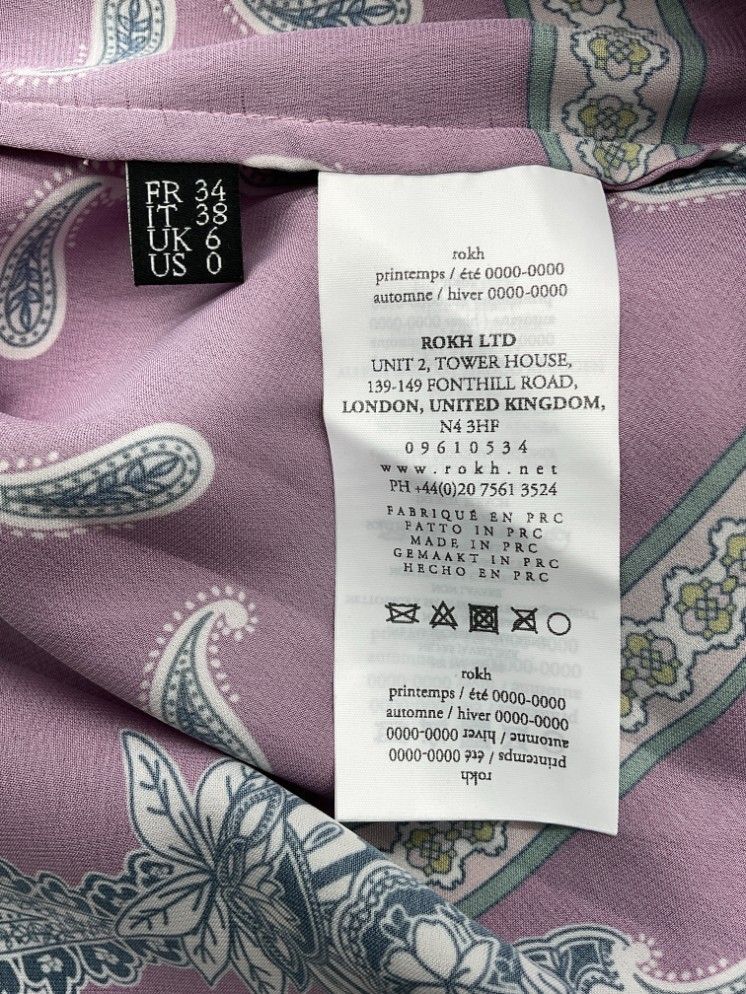 FR 34
IT 38
UK 6
US 0
rokh
printemps / été 0000-0000
automne / hiver 0000-0000
ROKH LTD
UNIT 2, TOWER HOUSE,
139-149 FONTHILL ROAD,
LONDON, UNITED KINGDOM,
N4 3HF
09610534
www.rokh.net
PH +44(0)20 7561 3524
FABRIQUÉ EN PRC
FATTO IN PRC
MADE IN PRC
GEMAAKT IN PRC
HECHO EN PRC
rokh
printemps / été 0000-0000
automne / hiver 0000-0000
automne / hiver 0000-0000
printemps / été 0000-0000
rokh